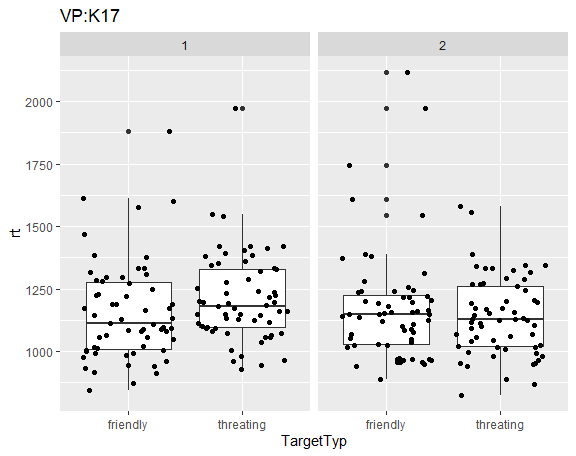 VP:K17
1 2
rt
2000
1750
1500
1250
1000
friendly threating friendly threating
TargetTyp